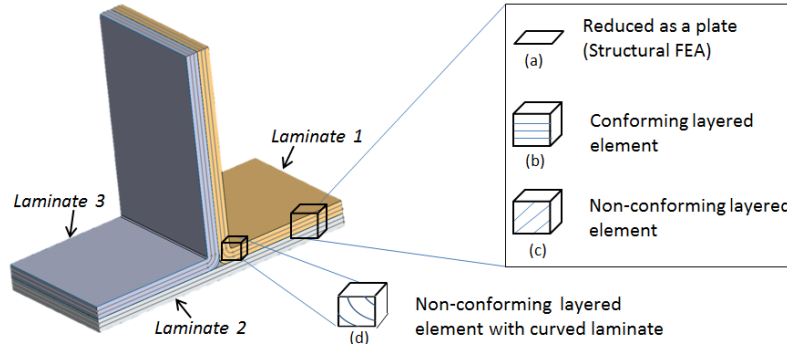 Reduced as a plate
(Structural FEA)
(a)
Laminate 1
Conforming layered
element
(b)
Laminate 3
Non-conforming layered
element
(c)
Laminate 2
Non-conforming layered
element with curved laminate
(d)